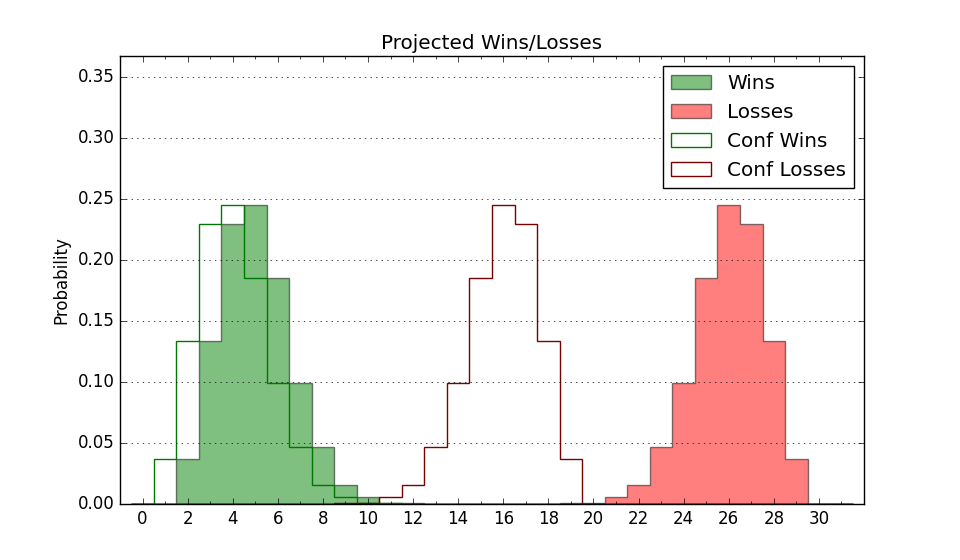 Projected Wins/Losses
Wins
Losses
Conf Wins
Conf Losses
Probability
0.35
0.30
0.25
0.20
0.15
0.10
0.05
0.00
0 2 4 6 8 10 12 14 16 18 20 22 24 26 28 30